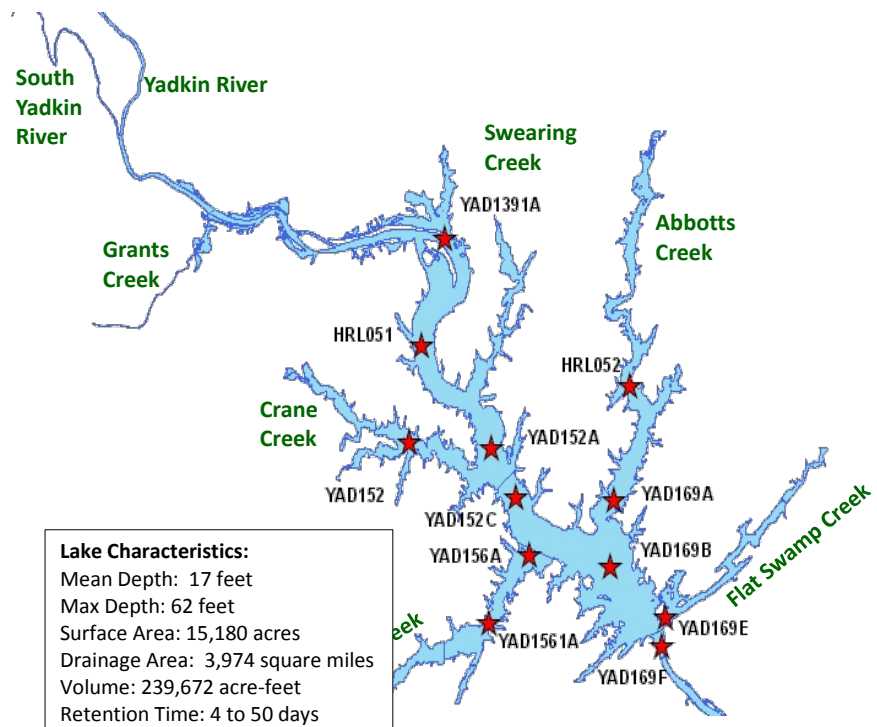 South
Yadkin
River
Yadkin River
Swearing
Creek
YAD1391A
Abbotts
Creek
Grants
Creek
HRL051
HRL052
Crane
Creek
YAD152A
YAD152
YAD169A
YAD152C
YAD156A
YAD169B
Flat Swamp Creek
YAD169E
YAD1561A
YAD169F
Lake Characteristics:
Mean Depth: 17 feet
Max Depth: 62 feet
Surface Area: 15,180 acres
Drainage Area: 3,974 square miles
Volume: 239,672 acre-feet
Retention Time: 4 to 50 days